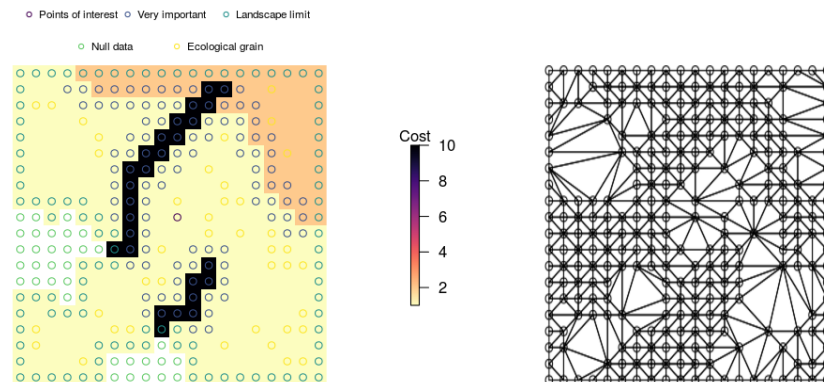 Points of interest Very important Landscape limit
Null data Ecological grain
Cost
10
8
6
4
2